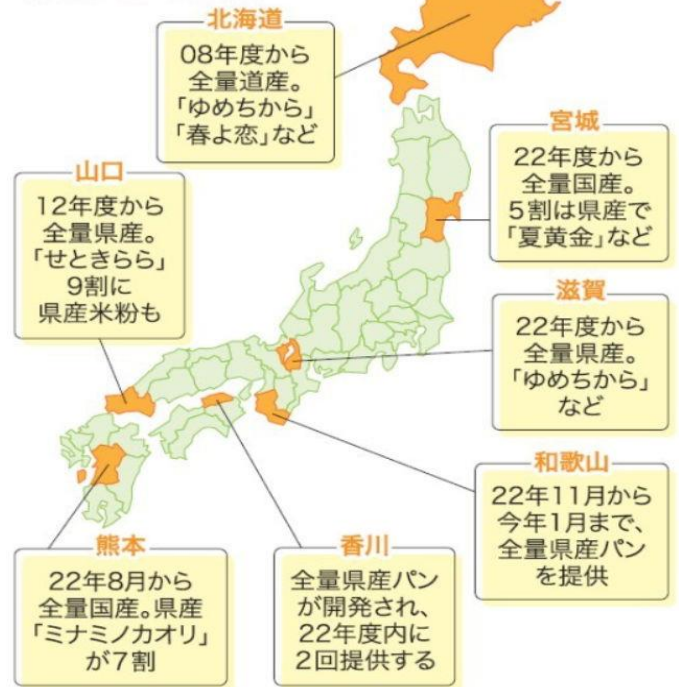 北海道
08年度から
全量道産。
「ゆめちから」
「春よ恋」など
宮城
22年度から
全量国産。
5割は県産で
「夏黄金」など
山口
12年度から
全量県産。
「せときらら」
9割に
県産米粉も
滋賀
22年度から
全量県産。
「ゆめちから」
など
和歌山
22年11月から
今年1月まで、
全量県産パン
を提供
熊本
22年8月から
全量国産。県産
「ミナミノカオリ」
が7割
香川
全量県産パン
が開発され、
22年度内に
2回提供する